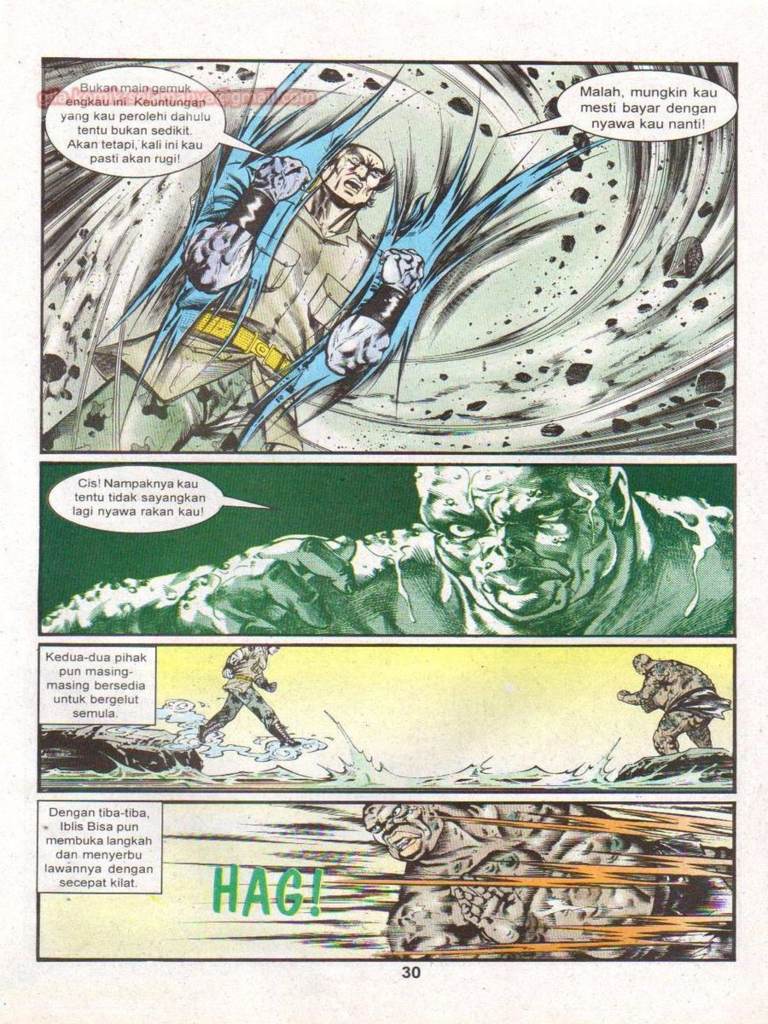 Bukan main gemuk
engkau ini. Keuntungan
yang kau perolehi dahulu
tentu bukan sedikit.
Akan tetapi, kali ini kau
pasti akan rugi!
Malah, mungkin kau
mesti bayar dengan
nyawa kau nanti!
Cis! Nampaknya kau
tentu tidak sayangkan
lagi nyawa rakan kau!
Kedua-dua pihak
pun masing-
masing bersedia
untuk bergelut
semula.
Dengan tiba-tiba,
Iblis Bisa pun
membuka langkah
dan menyerbu
lawannya dengan
secepat kilat.
HAG!
30